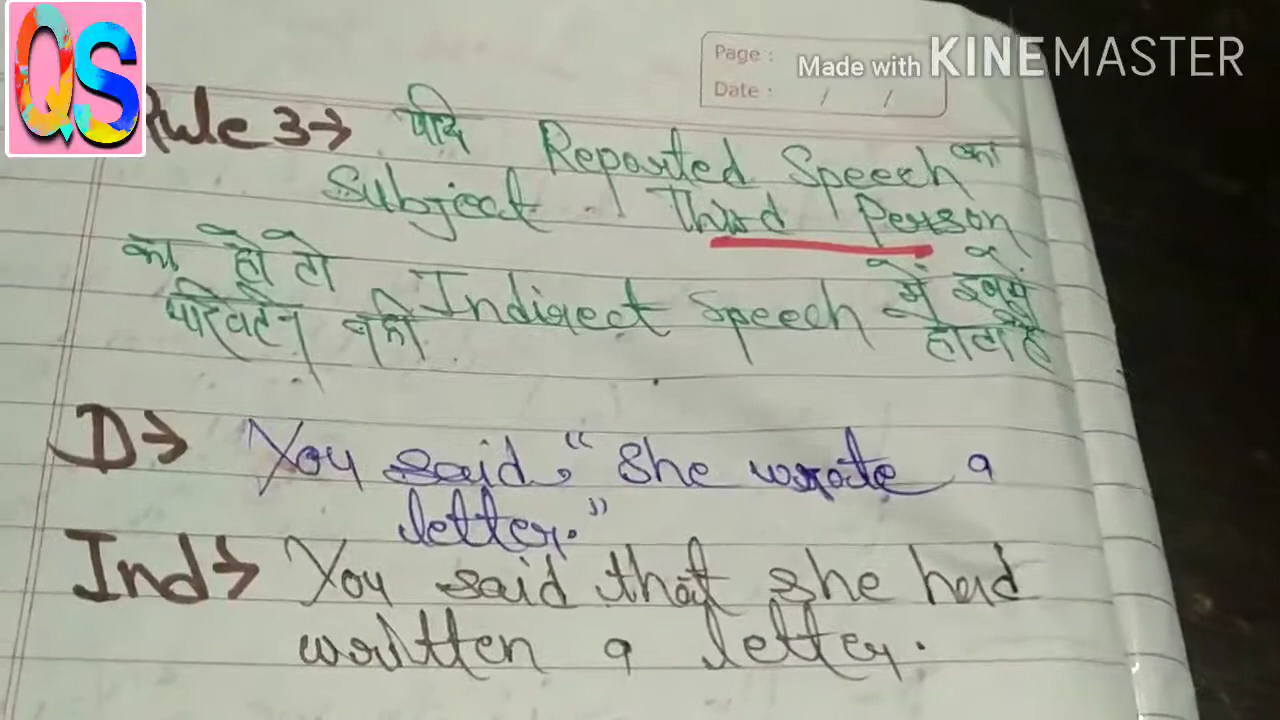 QS
Page :
Date : / /
Made with KINEMASTER
Rule 3→ यदि Reported Speech का
Subject Third Person
का हो तो Indirect Speech में इसमें
परिवर्तन नहीं होता है
D→ You said, “She wrote a
letter.”
Ind→ You said that she had
written a letter.